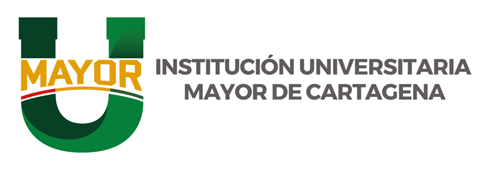 U
MAYOR
INSTITUCIÓN UNIVERSITARIA
MAYOR DE CARTAGENA